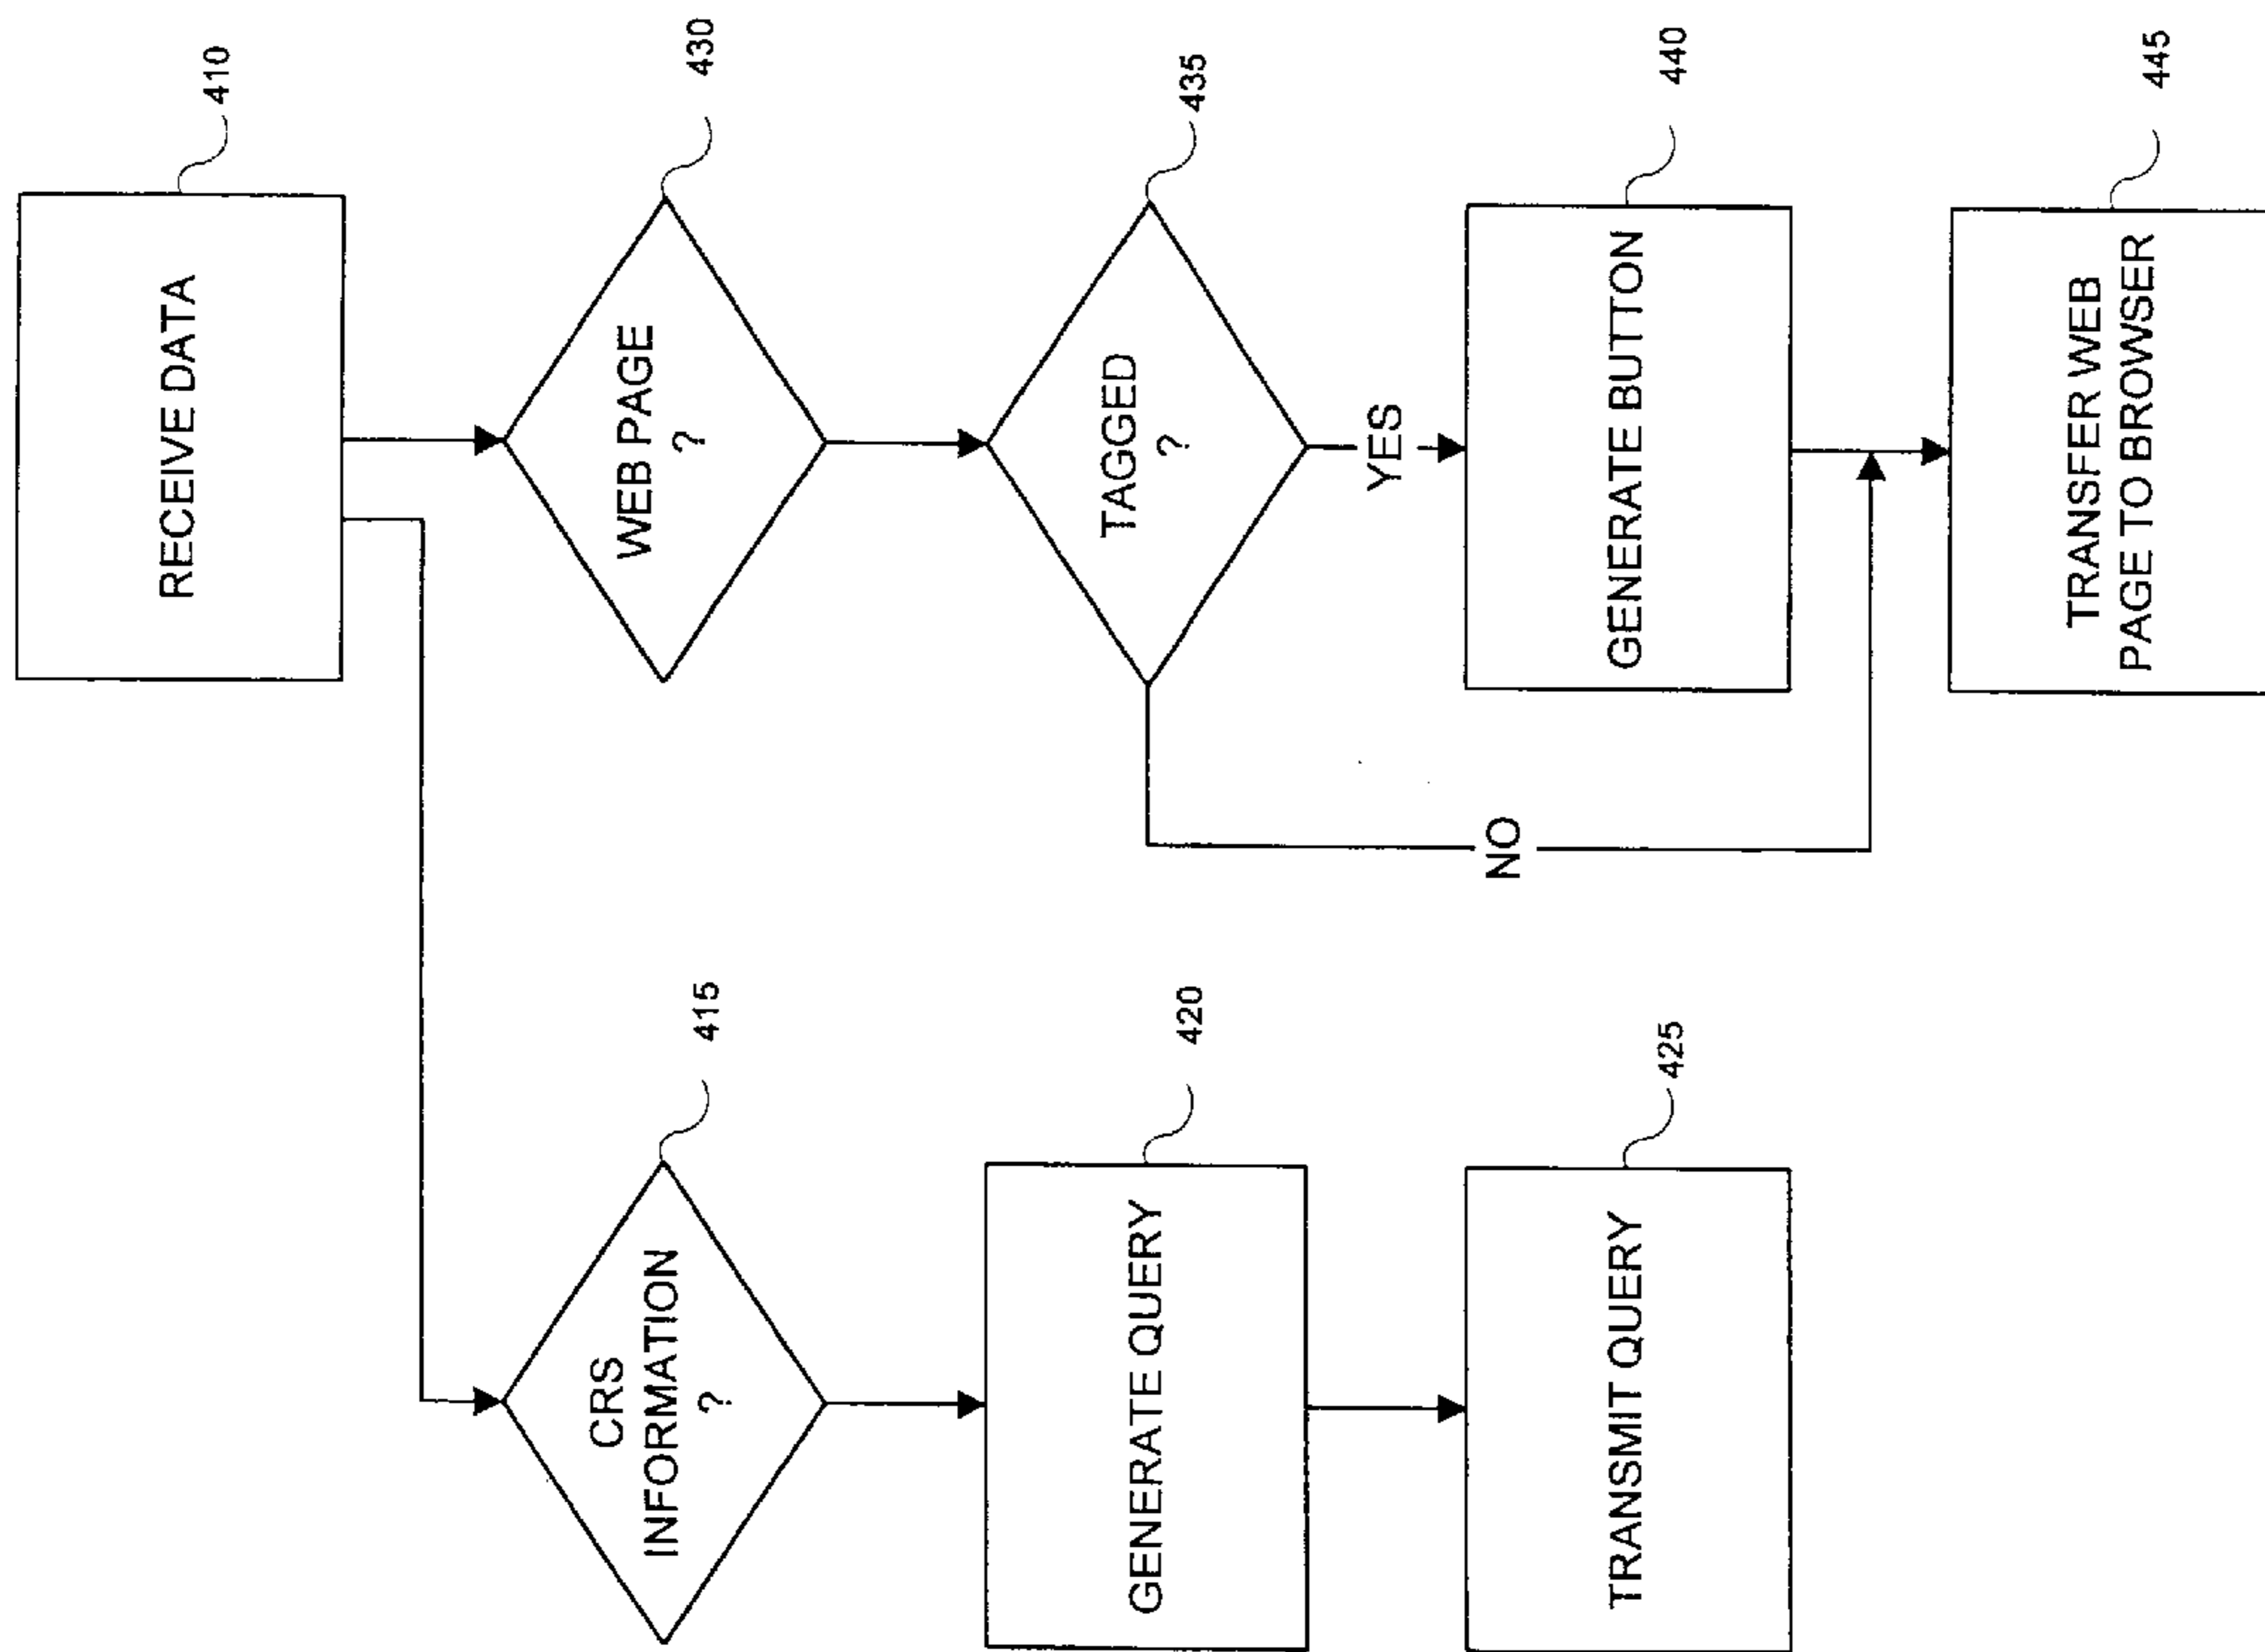 RECEIVE DATA
410
CRS
INFORMATION
?
415
WEB PAGE
?
430
GENERATE QUERY
420
TAGGED
?
435
YES
NO
TRANSMIT QUERY
425
GENERATE BUTTON
440
TRANSFER WEB
PAGE TO BROWSER
445